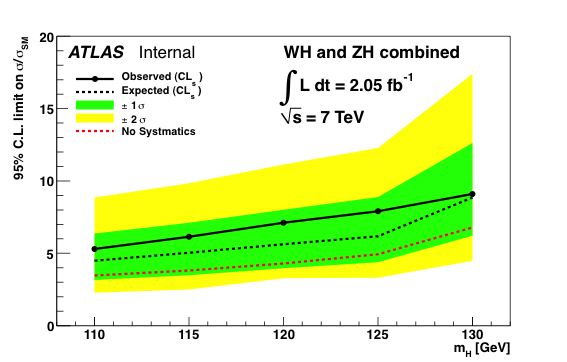 95% C.L. limit on σ/σSM
20
15
10
5
0
ATLAS Internal
Observed (CLs)
Expected (CLs)
± 1σ
± 2σ
No Systmatics
WH and ZH combined
∫ L dt = 2.05 fb⁻¹
√s = 7 TeV
110 115 120 125 130
mH [GeV]